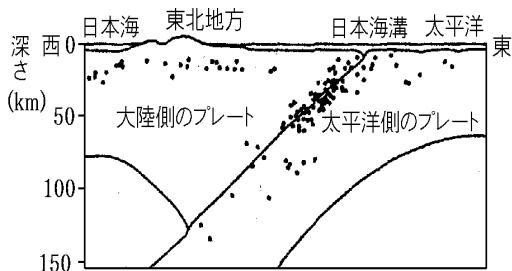 日本海 東北地方 日本海溝 太平洋
深さ(km)
西 0 東
大陸側のプレート 太平洋側のプレート
50
100
150